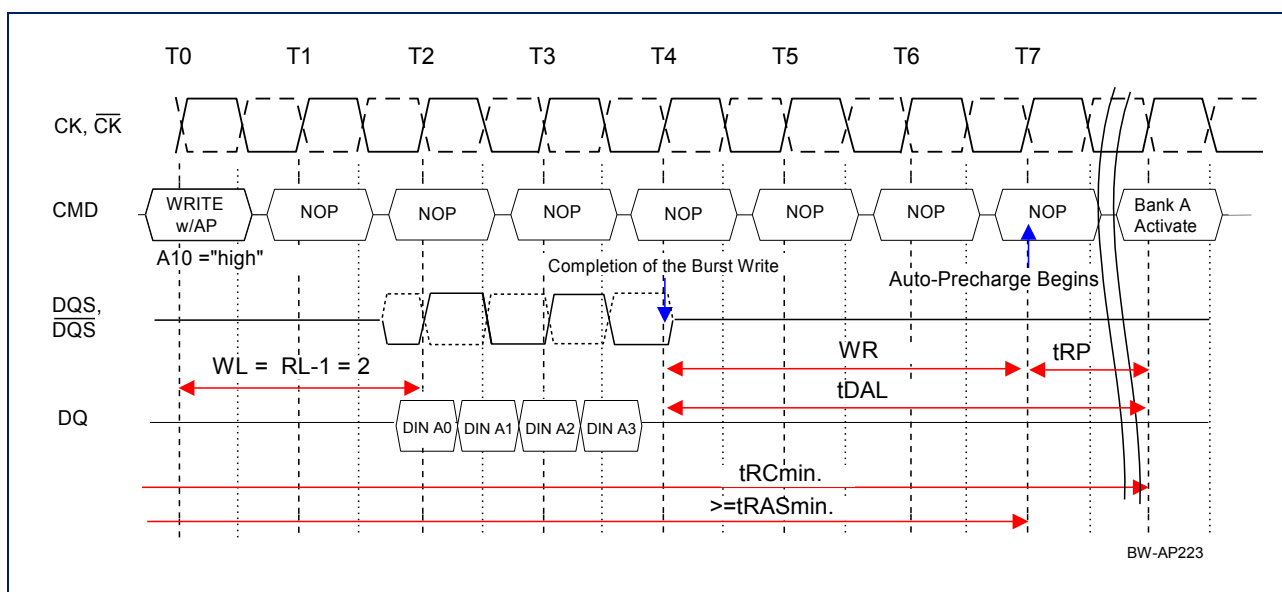 T0 T1 T2 T3 T4 T5 T6 T7
CK, CK
CMD
WRITE w/AP
NOP
NOP
NOP
NOP
NOP
NOP
NOP
Bank A Activate
A10 ="high"
Completion of the Burst Write
Auto-Precharge Begins
DQS,
DQS
WL = RL-1 = 2
WR
tRP
tDAL
DQ
DIN A0
DIN A1
DIN A2
DIN A3
tRCmin.
>=tRASmin.
BW-AP223